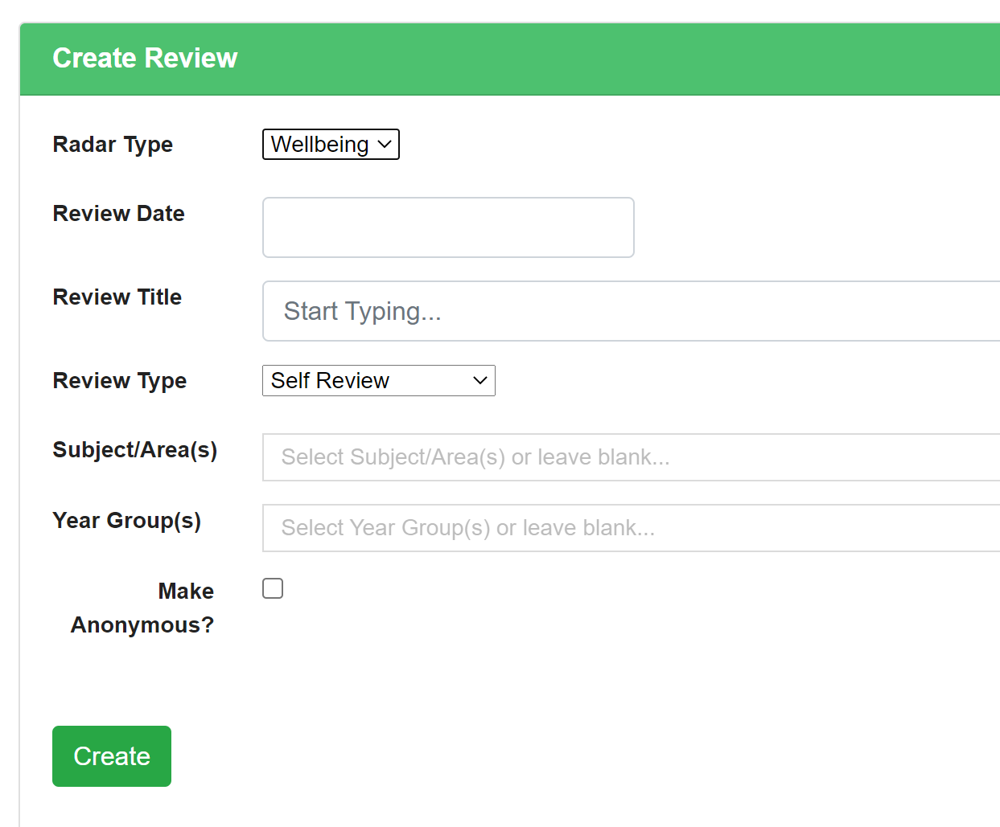 Create Review
Radar Type Wellbeing
Review Date
Review Title Start Typing...
Review Type Self Review
Subject/Area(s) Select Subject/Area(s) or leave blank...
Year Group(s) Select Year Group(s) or leave blank...
Make
Anonymous?
Create